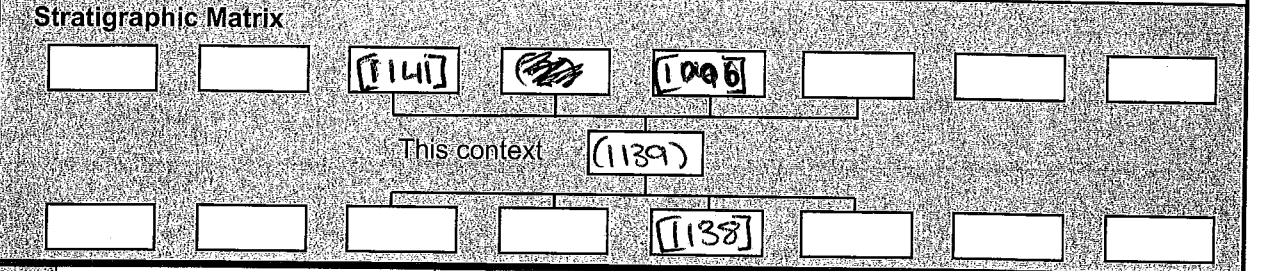 Stratigraphic Matrix
[1141] [1096]
This context (1139)
[1138]